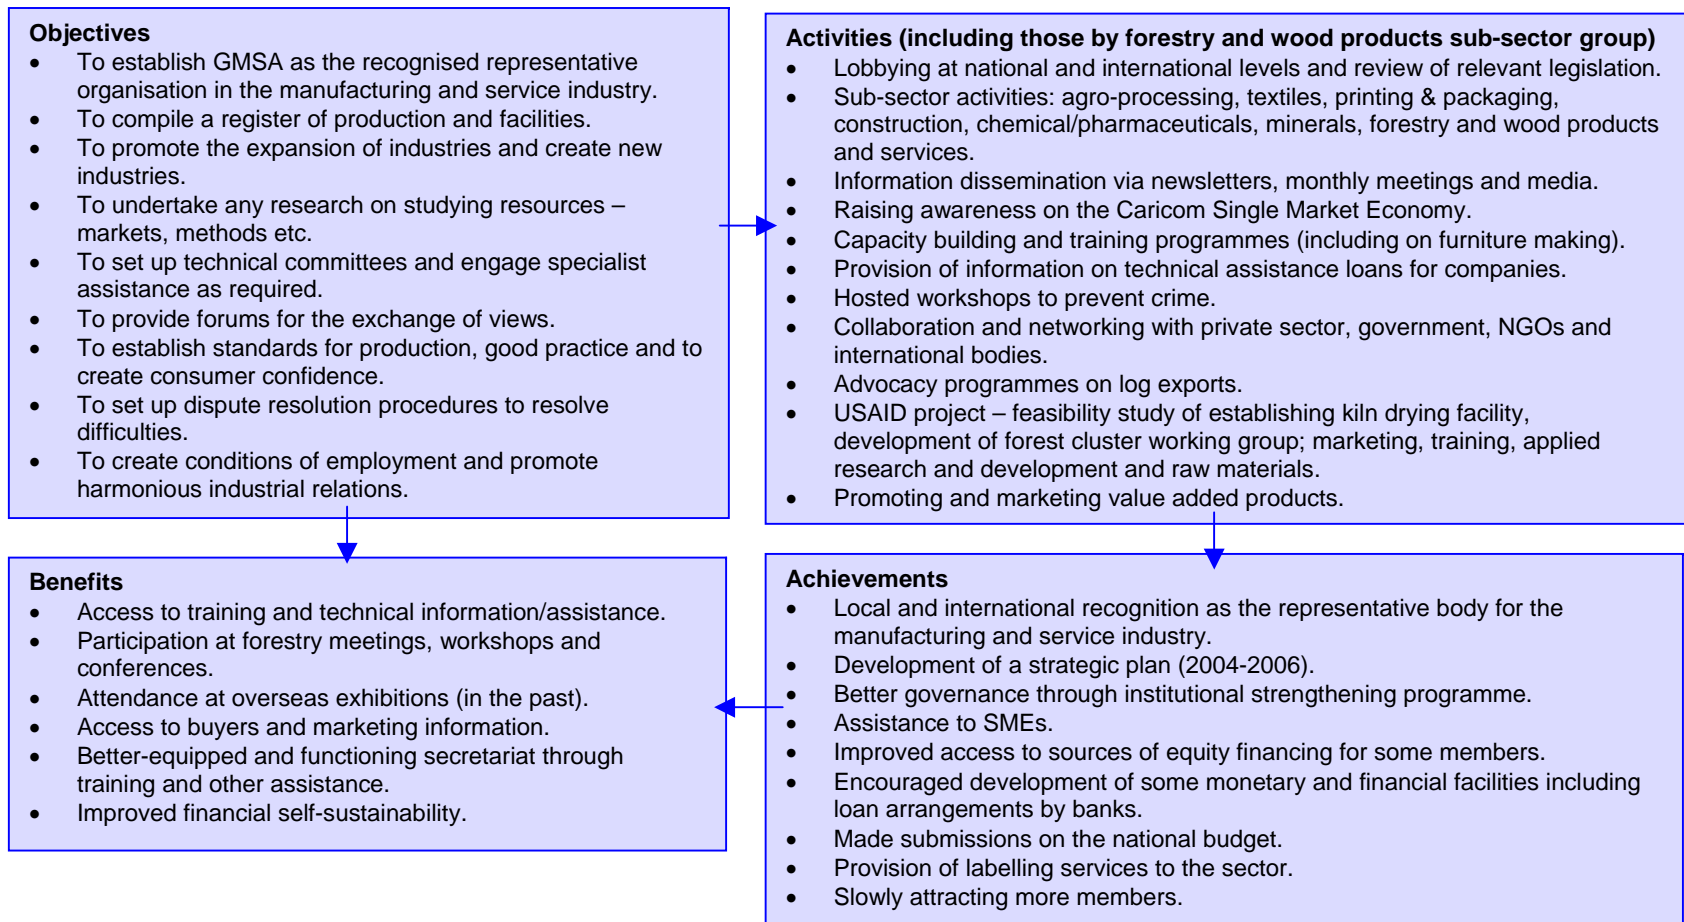 Objectives
• To establish GMSA as the recognised representative
organisation in the manufacturing and service industry.
• To compile a register of production and facilities.
• To promote the expansion of industries and create new
industries.
• To undertake any research on studying resources –
markets, methods etc.
• To set up technical committees and engage specialist
assistance as required.
• To provide forums for the exchange of views.
• To establish standards for production, good practice and to
create consumer confidence.
• To set up dispute resolution procedures to resolve
difficulties.
• To create conditions of employment and promote
harmonious industrial relations.
Activities (including those by forestry and wood products sub-sector group)
• Lobbying at national and international levels and review of relevant legislation.
• Sub-sector activities: agro-processing, textiles, printing & packaging,
construction, chemical/pharmaceuticals, minerals, forestry and wood products
and services.
• Information dissemination via newsletters, monthly meetings and media.
• Raising awareness on the Caricom Single Market Economy.
• Capacity building and training programmes (including on furniture making).
• Provision of information on technical assistance loans for companies.
• Hosted workshops to prevent crime.
• Collaboration and networking with private sector, government, NGOs and
international bodies.
• Advocacy programmes on log exports.
• USAID project – feasibility study of establishing kiln drying facility,
development of forest cluster working group; marketing, training, applied
research and development and raw materials.
• Promoting and marketing value added products.
Benefits
• Access to training and technical information/assistance.
• Participation at forestry meetings, workshops and
conferences.
• Attendance at overseas exhibitions (in the past).
• Access to buyers and marketing information.
• Better-equipped and functioning secretariat through
training and other assistance.
• Improved financial self-sustainability.
Achievements
• Local and international recognition as the representative body for the
manufacturing and service industry.
• Development of a strategic plan (2004-2006).
• Better governance through institutional strengthening programme.
• Assistance to SMEs.
• Improved access to sources of equity financing for some members.
• Encouraged development of some monetary and financial facilities including
loan arrangements by banks.
• Made submissions on the national budget.
• Provision of labelling services to the sector.
• Slowly attracting more members.